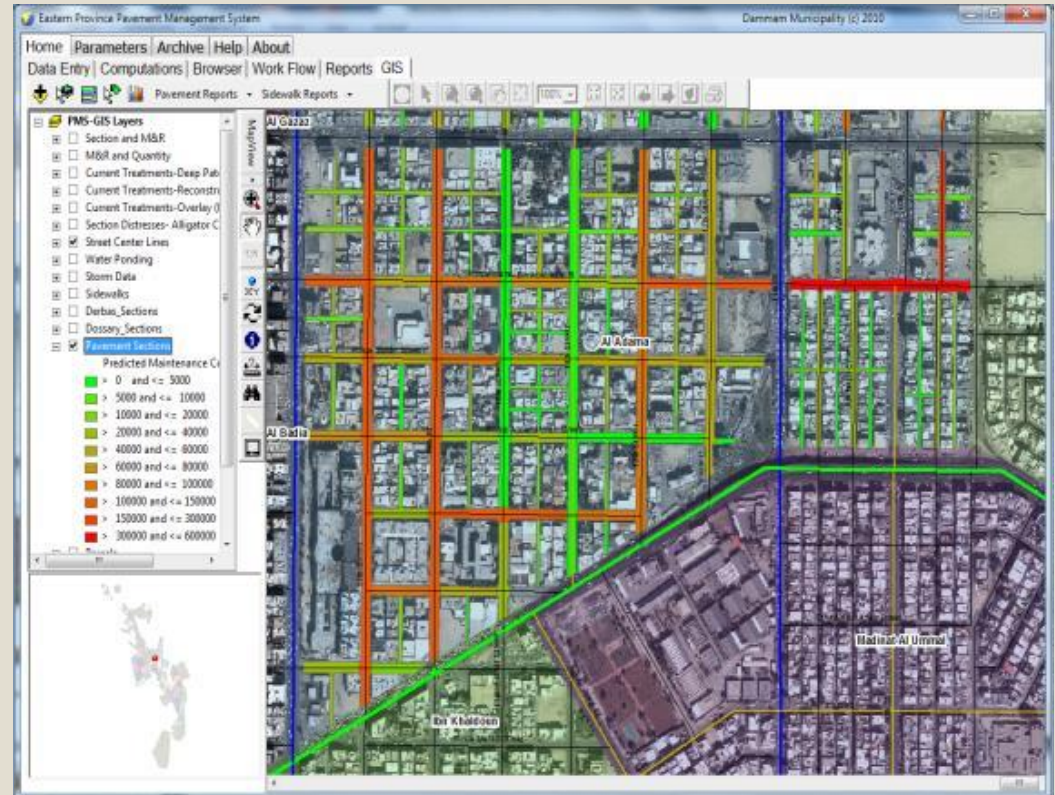 Eastern Province Pavement Management System
Dammam Municipality (c) 2010
Home Parameters Archive Help About
Data Entry Computations Browser Work Flow Reports GIS
Pavement Reports Sidewalk Reports 100%
PMS-GIS Layers
Section and M&R
M&R and Quantity
Current Treatments-Deep Pat
Current Treatments-Reconstr
Current Treatments-Overlay (
Section Distresses- Alligator C
Street Center Lines
Water Ponding
Storm Data
Sidewalks
Derbas_Sections
Dossary_Sections
Pavement Sections
Predicted Maintenance C
> 0 and <= 5000
> 5000 and <= 10000
> 10000 and <= 20000
> 20000 and <= 40000
> 40000 and <= 60000
> 60000 and <= 80000
> 80000 and <= 100000
> 100000 and <= 150000
> 150000 and <= 300000
> 300000 and <= 600000
MapView
XCY
Al Gazaz
Al Adama
Al Badia
Madinat Al Ummal
Ibn Khaldoun